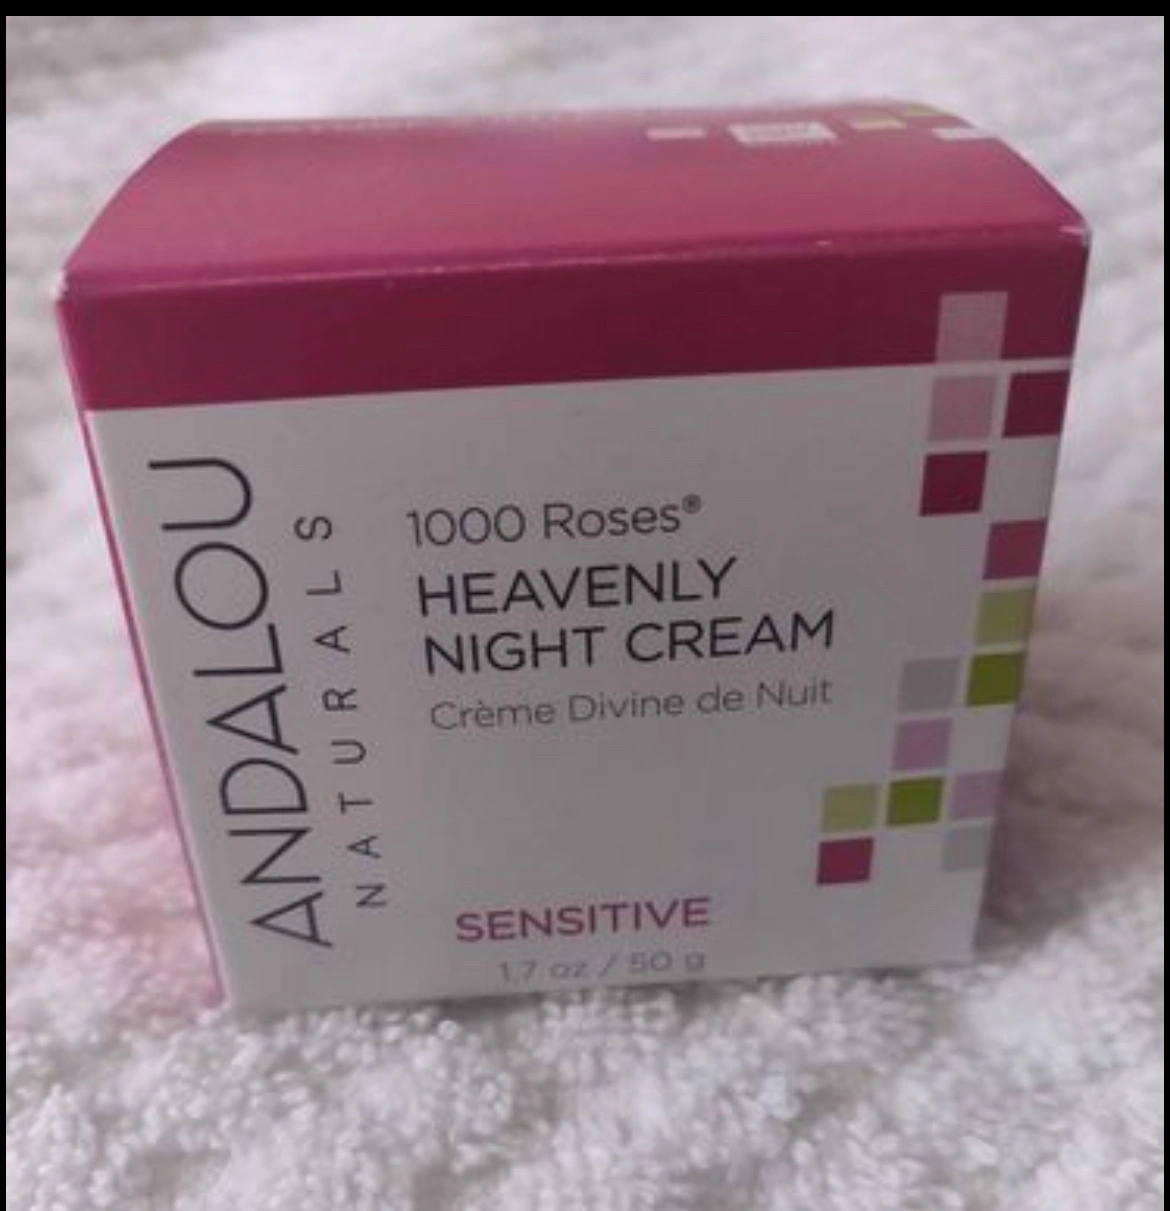 ANDALOU
NATURALS
1000 Roses®
HEAVENLY
NIGHT CREAM
Crème Divine de Nuit
SENSITIVE
1.7 oz / 50 g